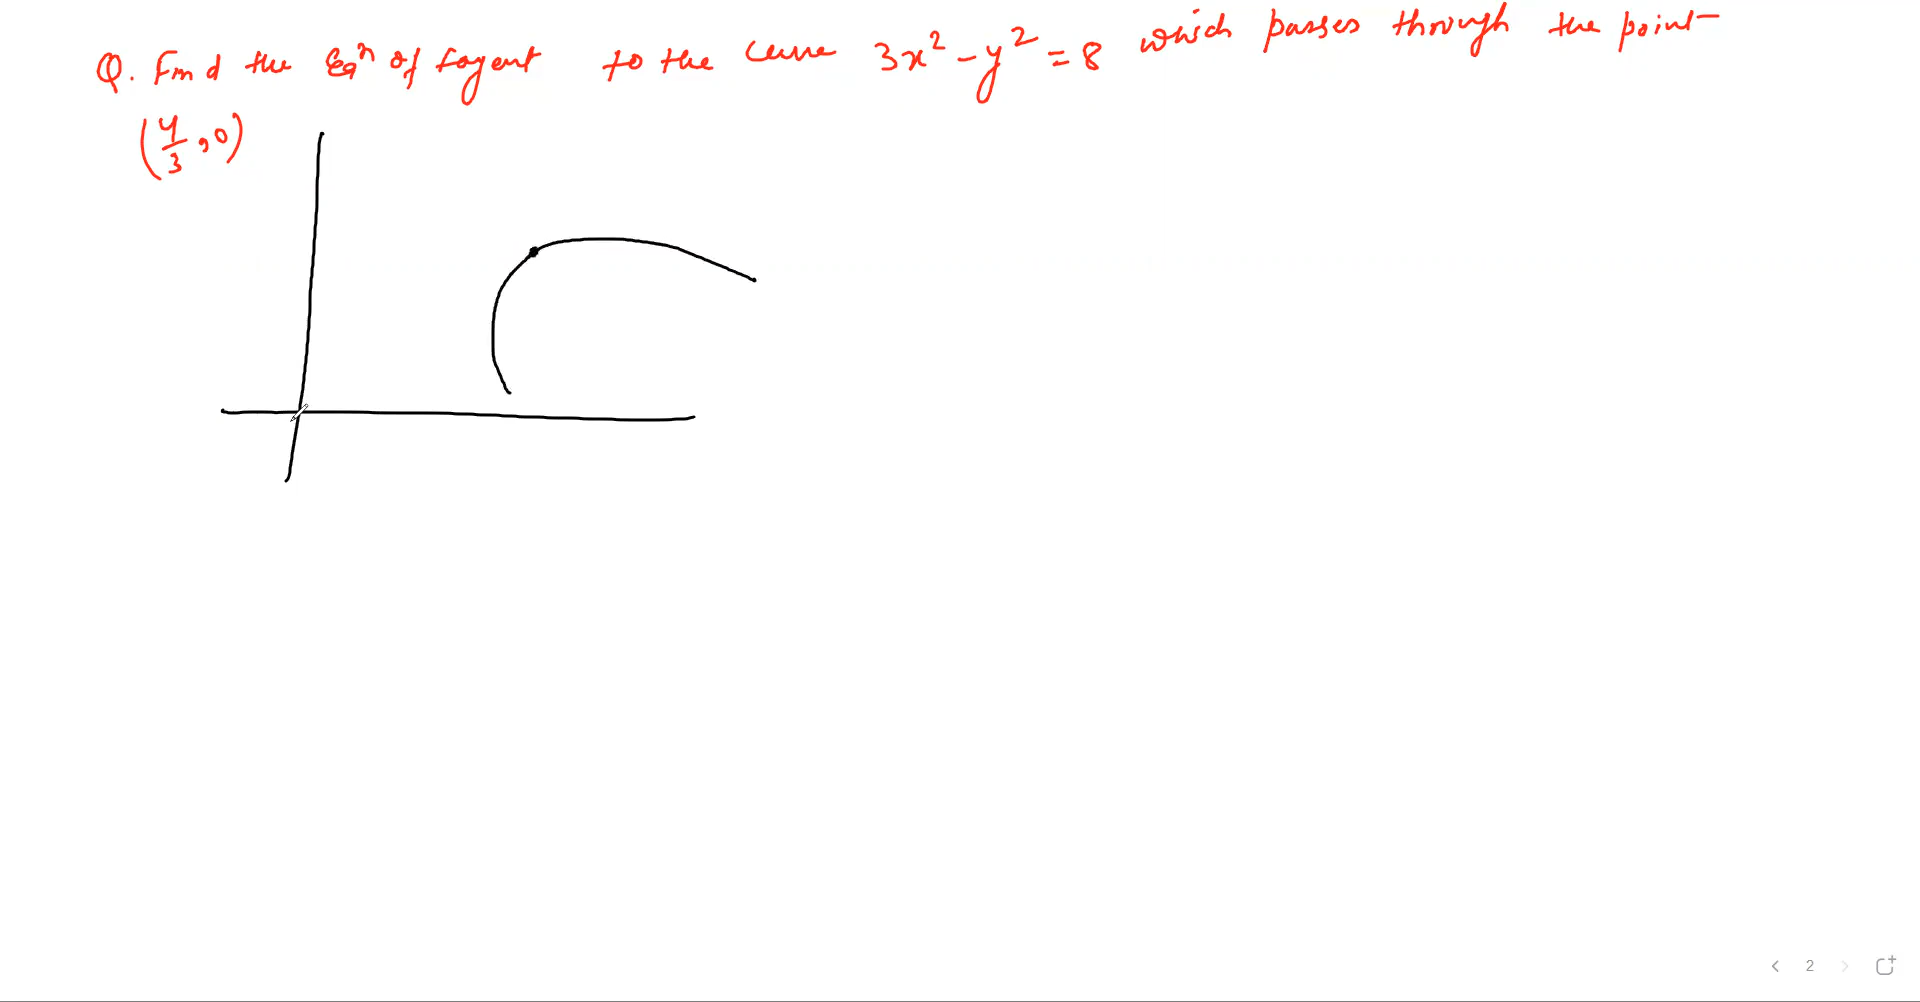 Q. Find the Eqⁿ of tangent to the curve 3x² - y² = 8 which passes through the point
(4/3, 0)
2